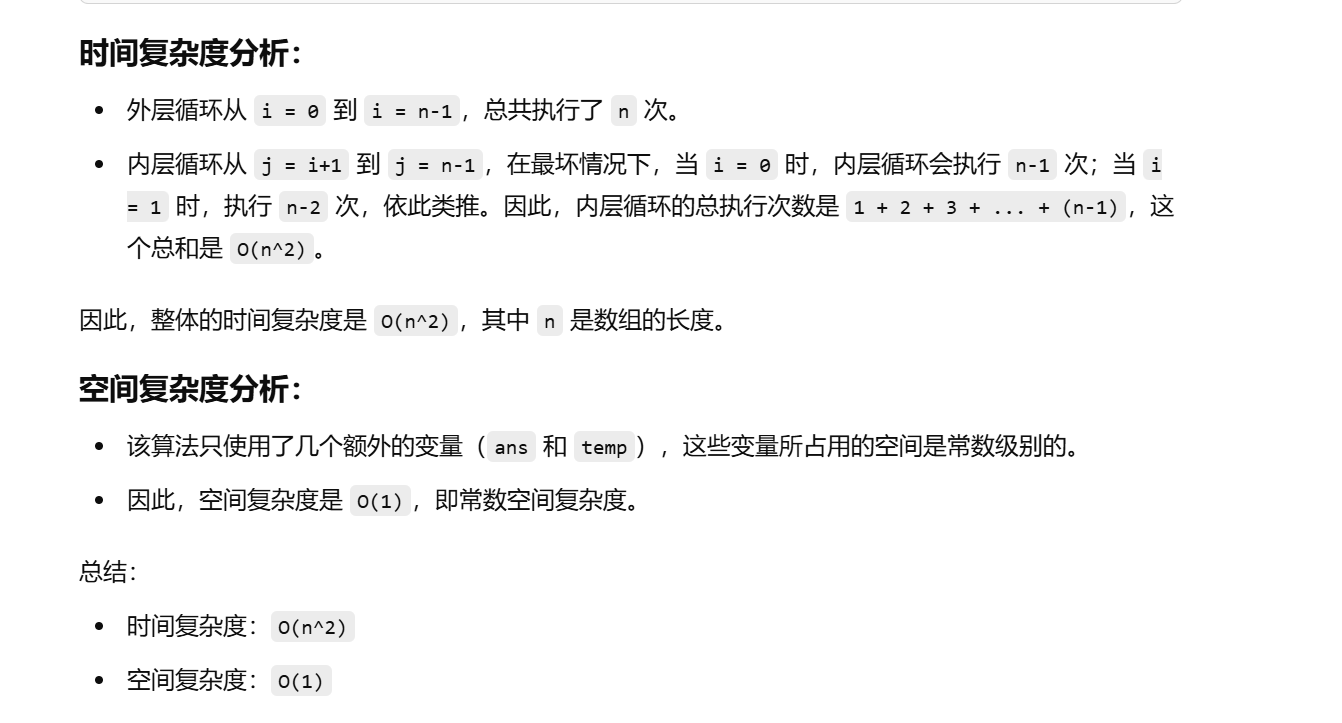 时间复杂度分析：
• 外层循环从 i = 0 到 i = n-1，总共执行了 n 次。
• 内层循环从 j = i+1 到 j = n-1，在最坏情况下，当 i = 0 时，内层循环会执行 n-1 次；当 i
= 1 时，执行 n-2 次，依此类推。因此，内层循环的总执行次数是 1 + 2 + 3 + ... + (n-1)，这
个总和是 O(n^2)。
因此，整体的时间复杂度是 O(n^2)，其中 n 是数组的长度。
空间复杂度分析：
• 该算法只使用了几个额外的变量（ans 和 temp），这些变量所占用的空间是常数级别的。
• 因此，空间复杂度是 O(1)，即常数空间复杂度。
总结：
• 时间复杂度：O(n^2)
• 空间复杂度：O(1)